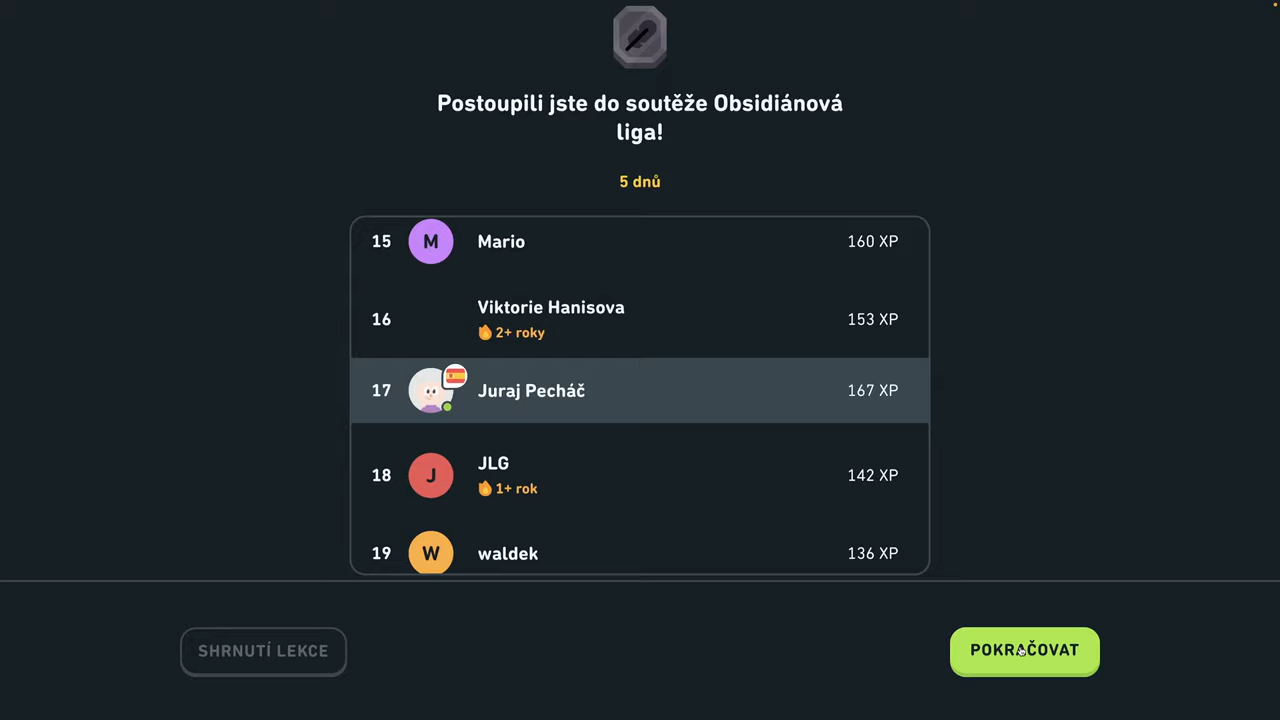 Postoupili jste do soutěže Obsidiánová
liga!
5 dnů
15 M Mario 160 XP
16 Viktorie Hanisova 153 XP
2+ roky
17 Juraj Pecháč 167 XP
18 J JLG 142 XP
1+ rok
19 W waldek 136 XP
SHRNUTÍ LEKCE
POKRAČOVAT